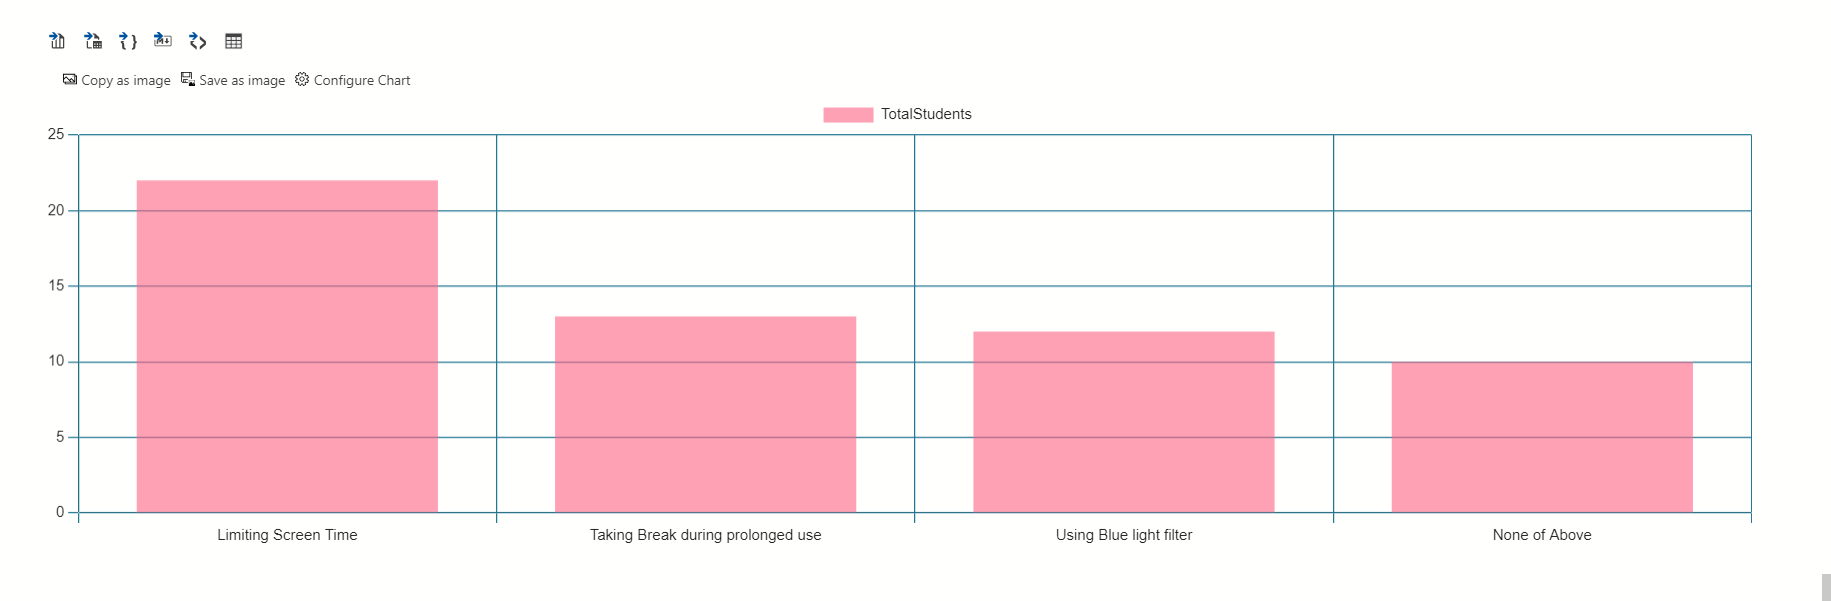 Copy as image Save as image Configure Chart
TotalStudents
25
20
15
10
5
0
Limiting Screen Time Taking Break during prolonged use Using Blue light filter None of Above